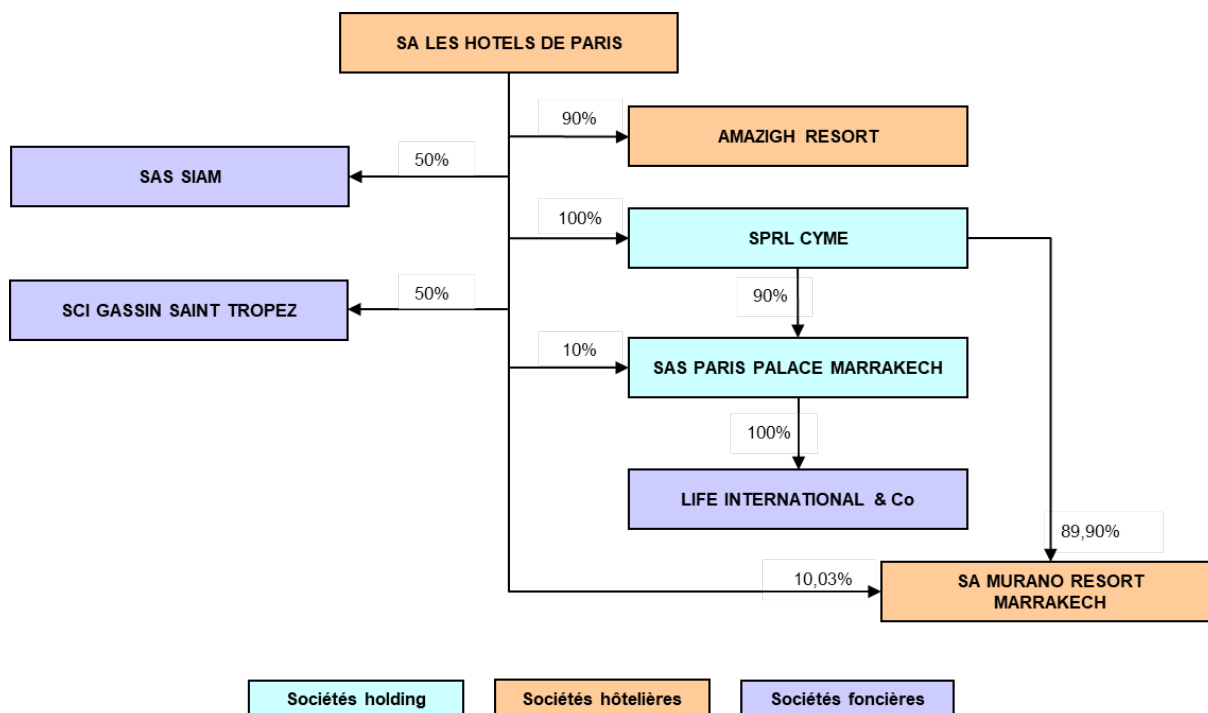 SA LES HOTELS DE PARIS
90%
AMAZIGH RESORT
50%
SAS SIAM
100%
SPRL CYME
50%
SCI GASSIN SAINT TROPEZ
90%
10%
SAS PARIS PALACE MARRAKECH
100%
LIFE INTERNATIONAL & Co
89,90%
10,03%
SA MURANO RESORT
MARRAKECH
Sociétés holding
Sociétés hôtelières
Sociétés foncières